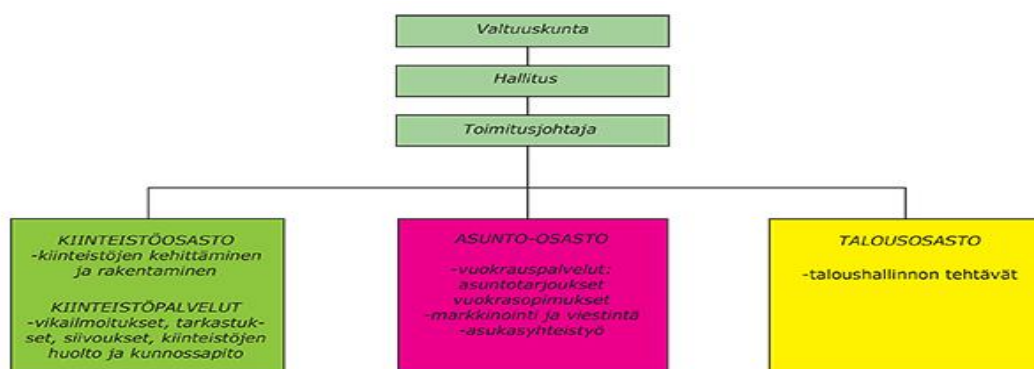 Valtuuskunta
Hallitus
Toimitusjohtaja
KIINTEISTÖOSASTO
-kiinteistöjen kehittäminen
ja rakentaminen
KIINTEISTÖPALVELUT
-vikailmoitukset, tarkastuk-
set, siivoukset, kiinteistöjen
huolto ja kunnossapito
ASUNTO-OSASTO
-vuokrauspalvelut:
asuntotarjoukset
vuokrasopimukset
-markkinointi ja viestintä
-asukasyhteistyö
TALOUSOSASTO
-taloushallinnon tehtävät